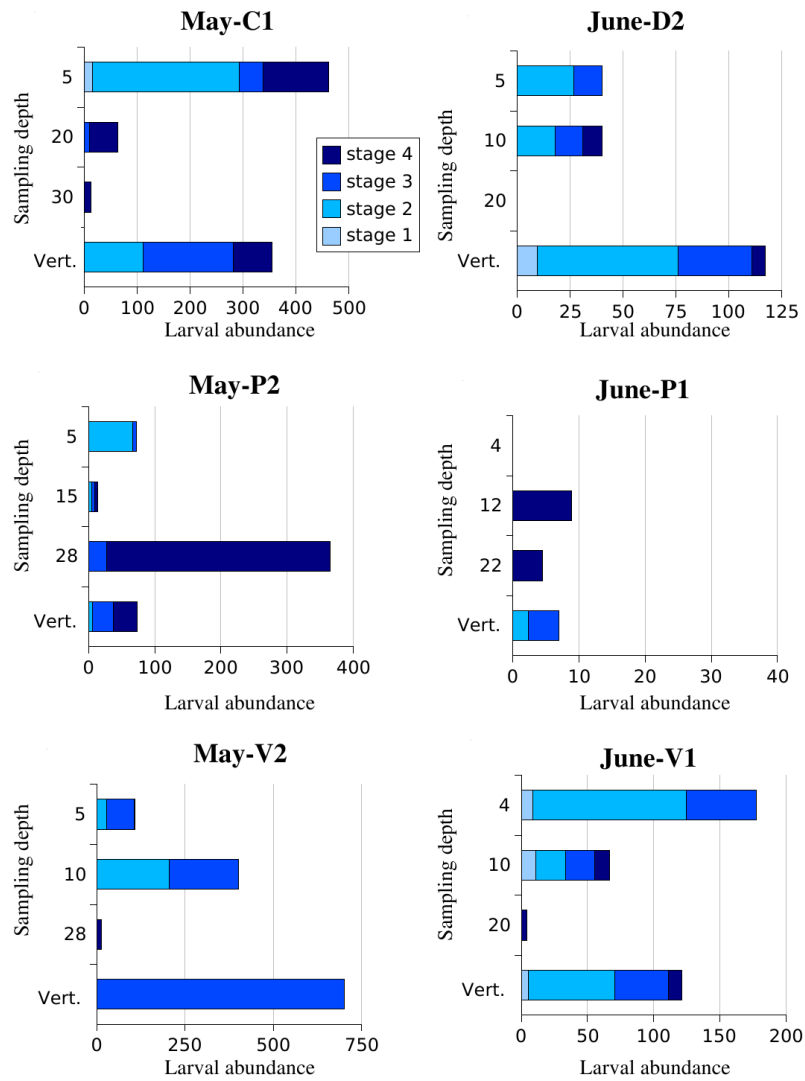 May-C1
Sampling depth
5
20
30
Vert.
0 100 200 300 400 500
Larval abundance
stage 4
stage 3
stage 2
stage 1
June-D2
Sampling depth
5
10
20
Vert.
0 25 50 75 100 125
Larval abundance
May-P2
Sampling depth
5
15
28
Vert.
0 100 200 300 400
Larval abundance
June-P1
Sampling depth
4
12
22
Vert.
0 10 20 30 40
Larval abundance
May-V2
Sampling depth
5
10
28
Vert.
0 250 500 750
Larval abundance
June-V1
Sampling depth
4
10
20
Vert.
0 50 100 150 200
Larval abundance